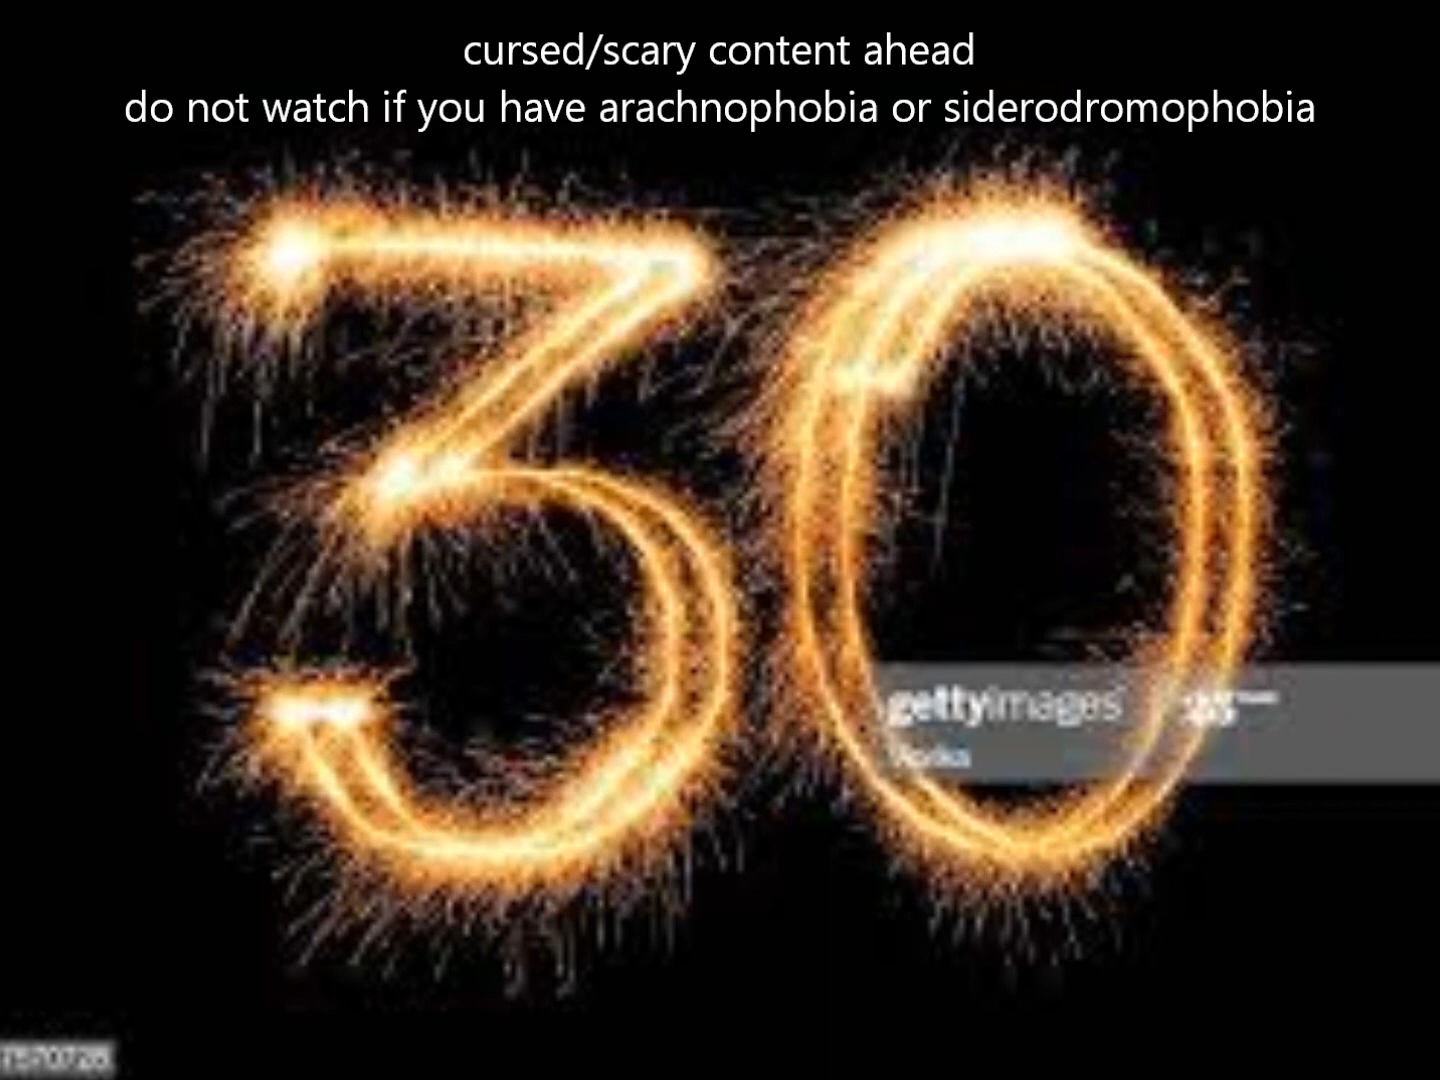 cursed/scary content ahead
do not watch if you have arachnophobia or siderodromophobia
30
gettyimages